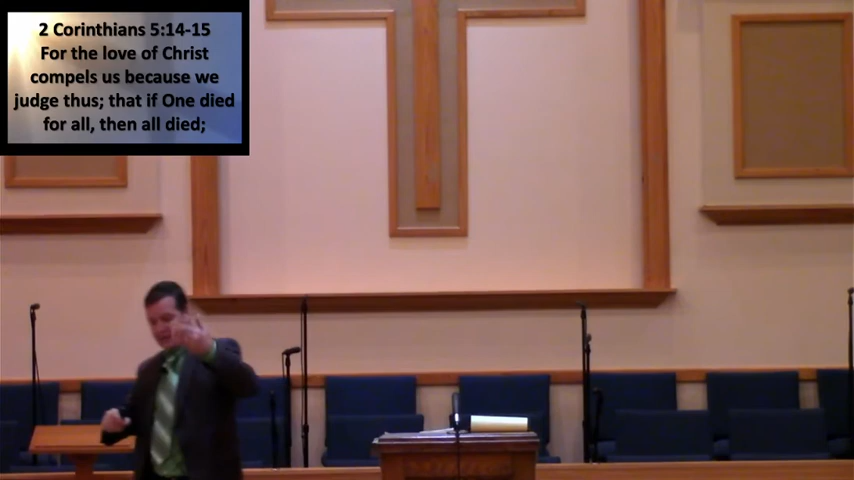 2 Corinthians 5:14-15
For the love of Christ
compels us because we
judge thus; that if One died
for all, then all died;